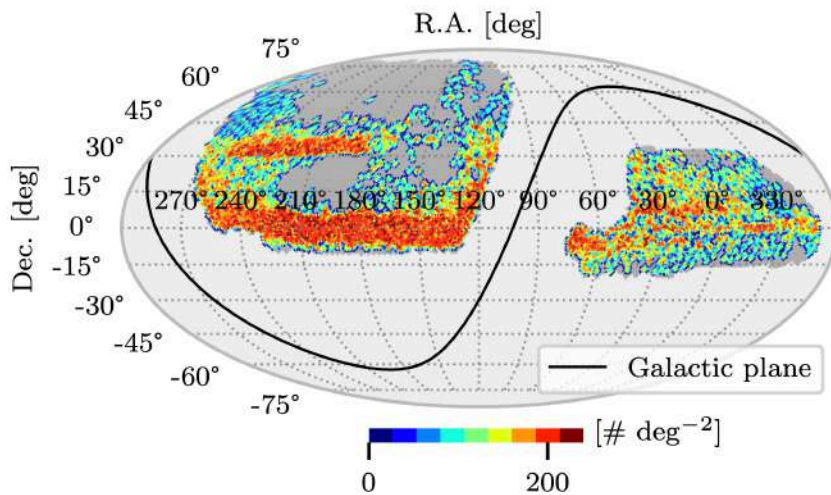 R.A. [deg]
75°
60°
45°
30°
15°
270° 240° 210° 180° 150° 120° 90° 60° 30° 0° 330°
Dec. [deg]
0°
-15°
-30°
-45°
-60°
-75°
Galactic plane
[# deg⁻²]
0 200